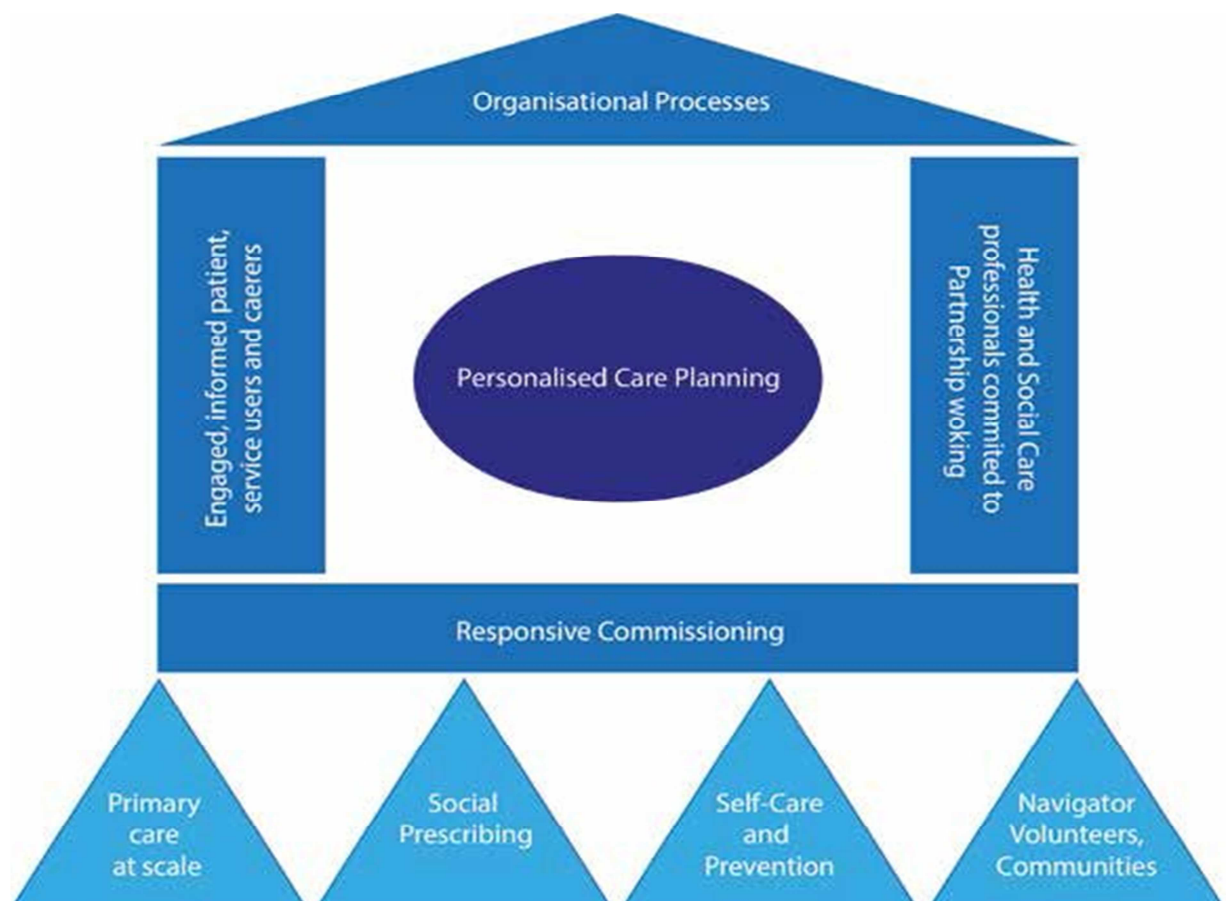 Organisational Processes
Engaged, informed patient,
service users and caerers
Personalised Care Planning
Health and Social Care
professionals commited to
Partnership woking
Responsive Commissioning
Primary
care
at scale
Social
Prescribing
Self-Care
and
Prevention
Navigator
Volunteers,
Communities